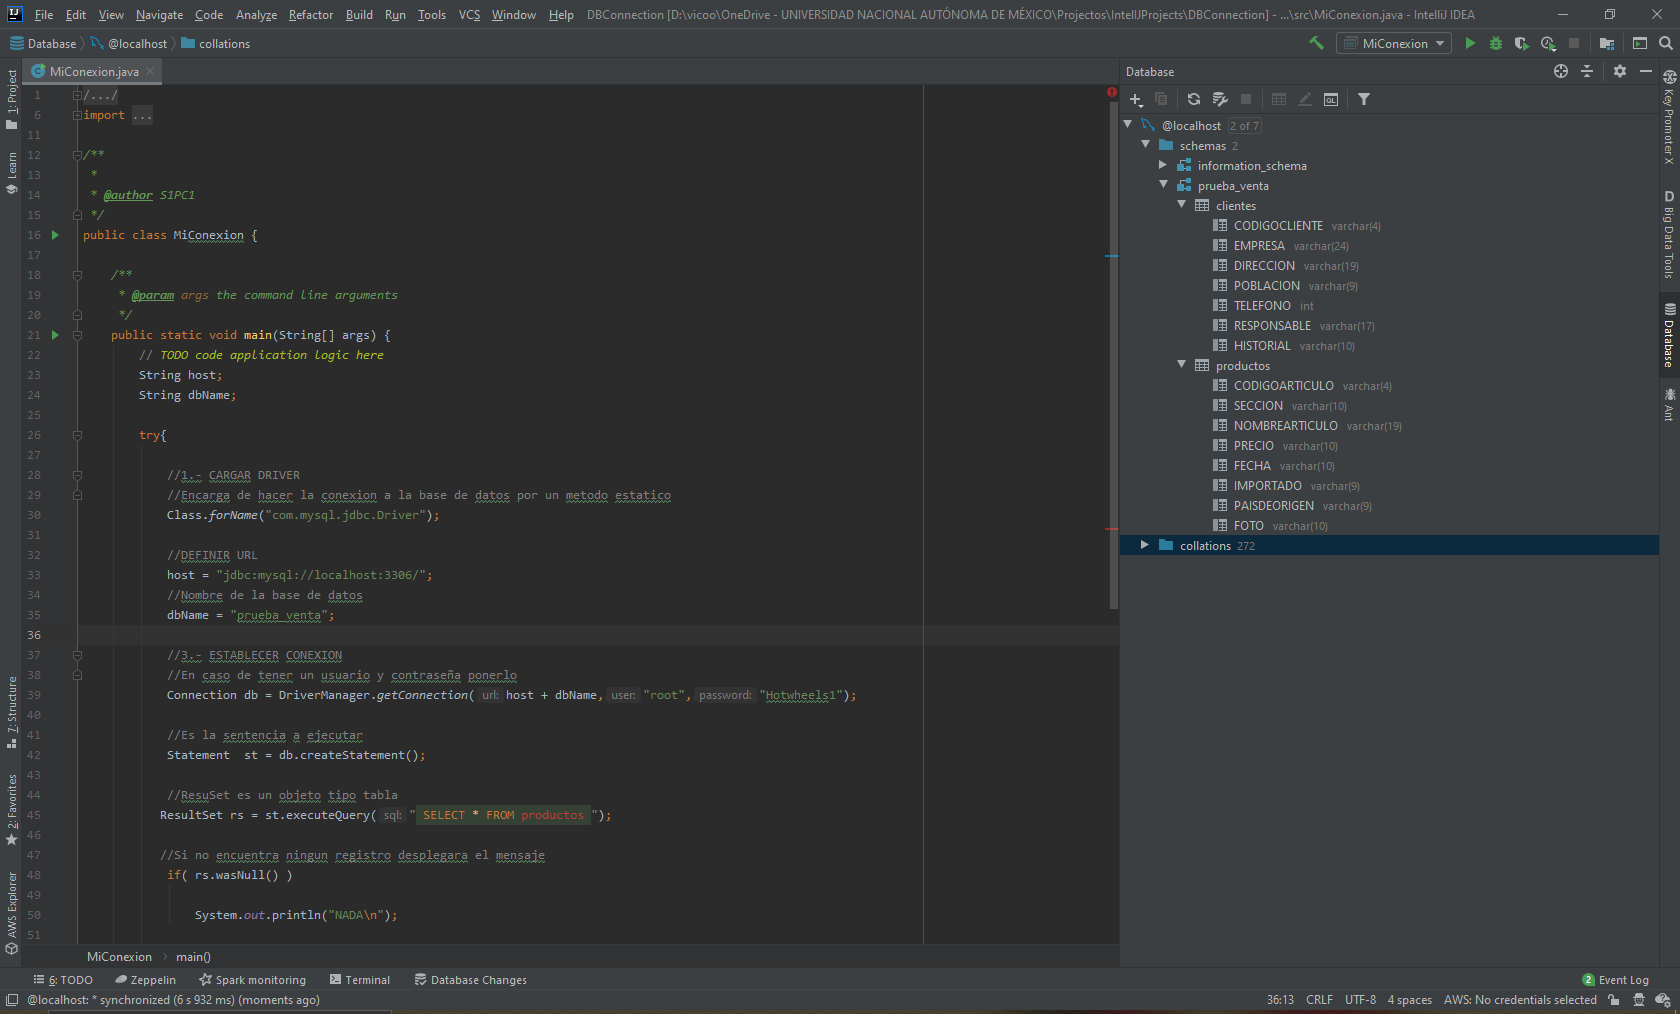 File Edit View Navigate Code Analyze Refactor Build Run Tools VCS Window Help DBConnection [D:\vicoo\OneDrive - UNIVERSIDAD NACIONAL AUTÓNOMA DE MÉXICO\Projectos\IntellJProjects\DBConnection] - ...\src\MiConexion.java - IntelliJ IDEA
Database @localhost collations MiConexion
MiConexion.java
1 /.../
6 import ...
11
12 /**
13 *
14 * @author S1PC1
15 */
16 public class MiConexion {
17
18 /**
19 * @param args the command line arguments
20 */
21 public static void main(String[] args) {
22 // TODO code application logic here
23 String host;
24 String dbName;
25
26 try{
27
28 //1.- CARGAR DRIVER
29 //Encarga de hacer la conexion a la base de datos por un metodo estatico
30 Class.forName("com.mysql.jdbc.Driver");
31
32 //DEFINIR URL
33 host = "jdbc:mysql://localhost:3306/";
34 //Nombre de la base de datos
35 dbName = "prueba_venta";
36
37 //3.- ESTABLECER CONEXION
38 //En caso de tener un usuario y contraseña ponerlo
39 Connection db = DriverManager.getConnection( url: host + dbName, user: "root", password: "Hotwheels1");
40
41 //Es la sentencia a ejecutar
42 Statement  st = db.createStatement();
43
44 //ResuSet es un objeto tipo tabla
45 ResultSet rs = st.executeQuery( sql: " SELECT * FROM productos ");
46
47 //Si no encuentra ningun registro desplegara el mensaje
48 if( rs.wasNull() )
49
50 System.out.println("NADA\n");
51
MiConexion main()
Database
@localhost 2 of 7
schemas 2
information_schema
prueba_venta
clientes
CODIGOCLIENTE varchar(4)
EMPRESA varchar(24)
DIRECCION varchar(19)
POBLACION varchar(9)
TELEFONO int
RESPONSABLE varchar(17)
HISTORIAL varchar(10)
productos
CODIGOARTICULO varchar(4)
SECCION varchar(10)
NOMBREARTICULO varchar(19)
PRECIO varchar(10)
FECHA varchar(10)
IMPORTADO varchar(9)
PAISDEORIGEN varchar(9)
FOTO varchar(10)
collations 272
1: Project
Learn
7: Structure
2: Favorites
AWS Explorer
Key Promoter X
Big Data Tools
Database
Ant
6: TODO Zeppelin Spark monitoring Terminal Database Changes 2 Event Log
@localhost: * synchronized (6 s 932 ms) (moments ago) 36:13 CRLF UTF-8 4 spaces AWS: No credentials selected